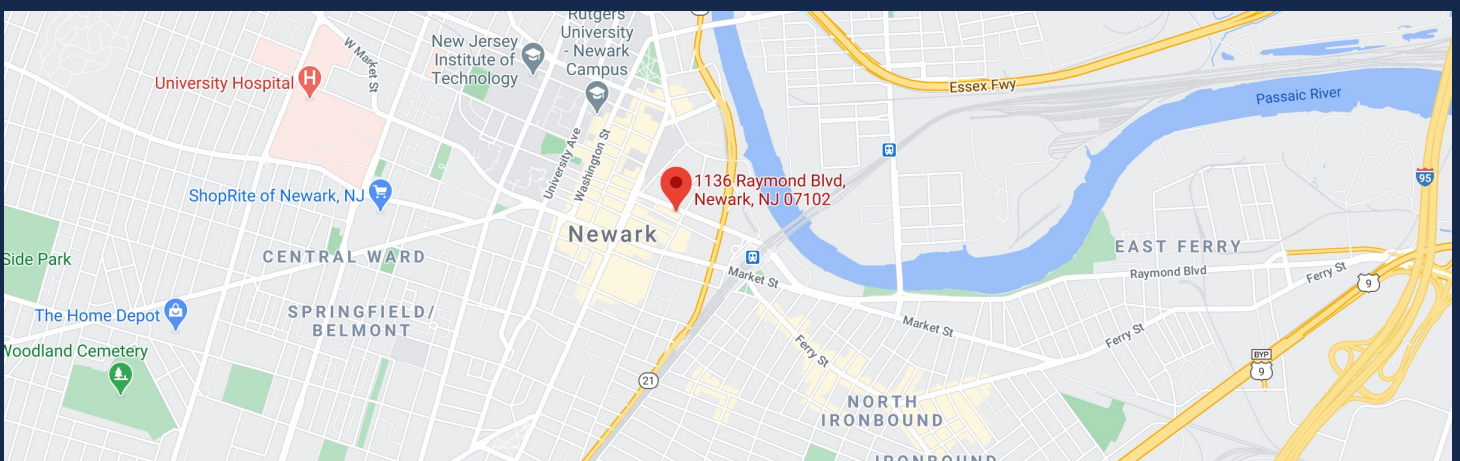 Rutgers
University
- Newark
Campus
New Jersey
Institute of
Technology
W Market St
University Hospital
H
Essex Fwy
Passaic River
University Ave
Washington St
1136 Raymond Blvd,
Newark, NJ 07102
95
ShopRite of Newark, NJ
Newark
Side Park
CENTRAL WARD
EAST FERRY
Market St
Raymond Blvd
Ferry St
9
The Home Depot
SPRINGFIELD/
BELMONT
Market St
Ferry St
Ferry St
Woodland Cemetery
BYP
9
21
NORTH
IRONBOUND
IRONBOUND